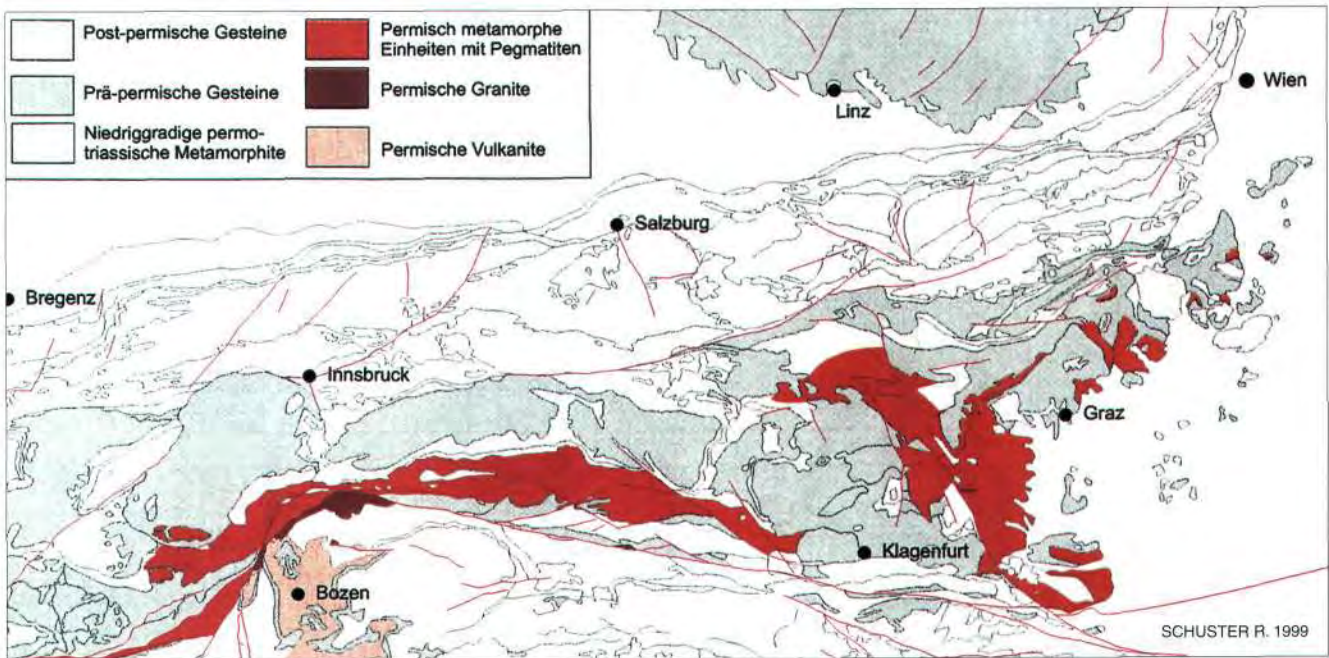 Post-permische Gesteine
Prä-permische Gesteine
Niedriggradige permo-
triassische Metamorphite
Permisch metamorphe
Einheiten mit Pegmatiten
Permische Granite
Permische Vulkanite
Linz
Wien
Salzburg
Bregenz
Innsbruck
Graz
Klagenfurt
Bozen
SCHUSTER R. 1999